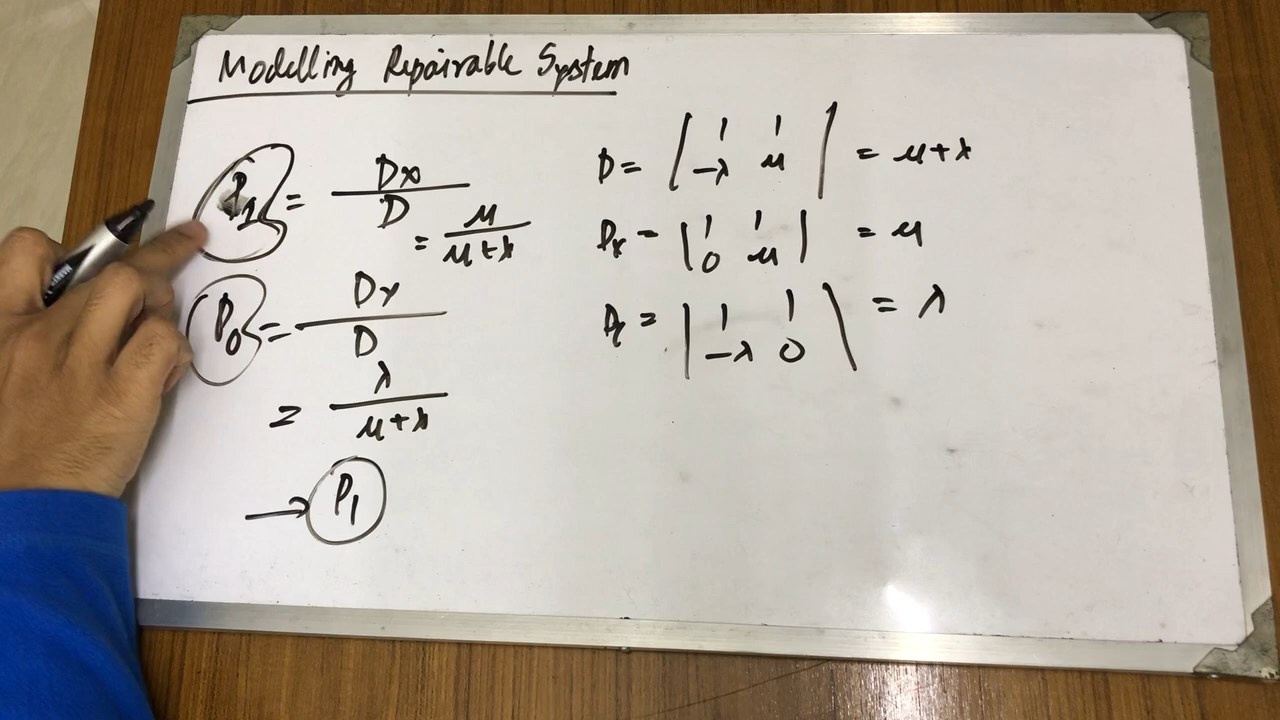 Modelling Repairable System
P1 = Dx / D = μ / μ+λ
P0 = Dy / D
= λ / μ+λ
→ P1
D = | 1 1 | = μ+λ
| -λ μ |
Dx = | 1 1 | = μ
| 0 μ |
Dy = | 1 1 | = λ
| -λ 0 |